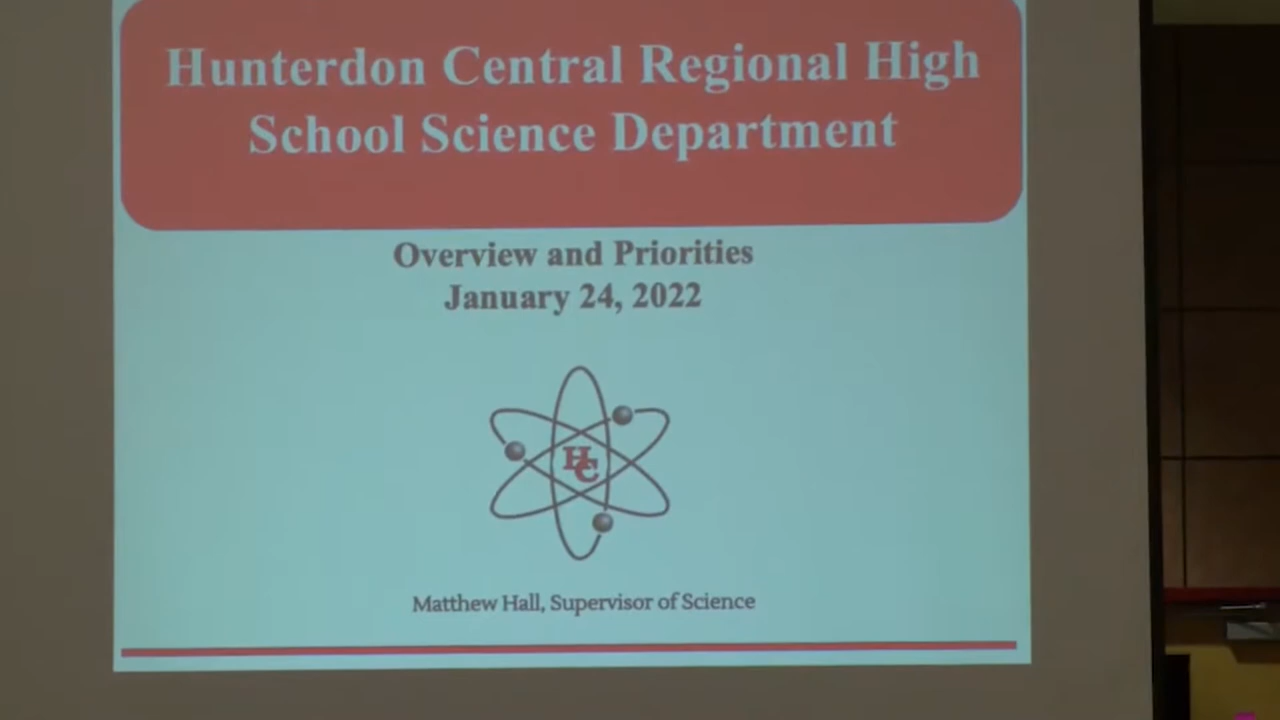 Hunterdon Central Regional High
School Science Department
Overview and Priorities
January 24, 2022
HC
Matthew Hall, Supervisor of Science